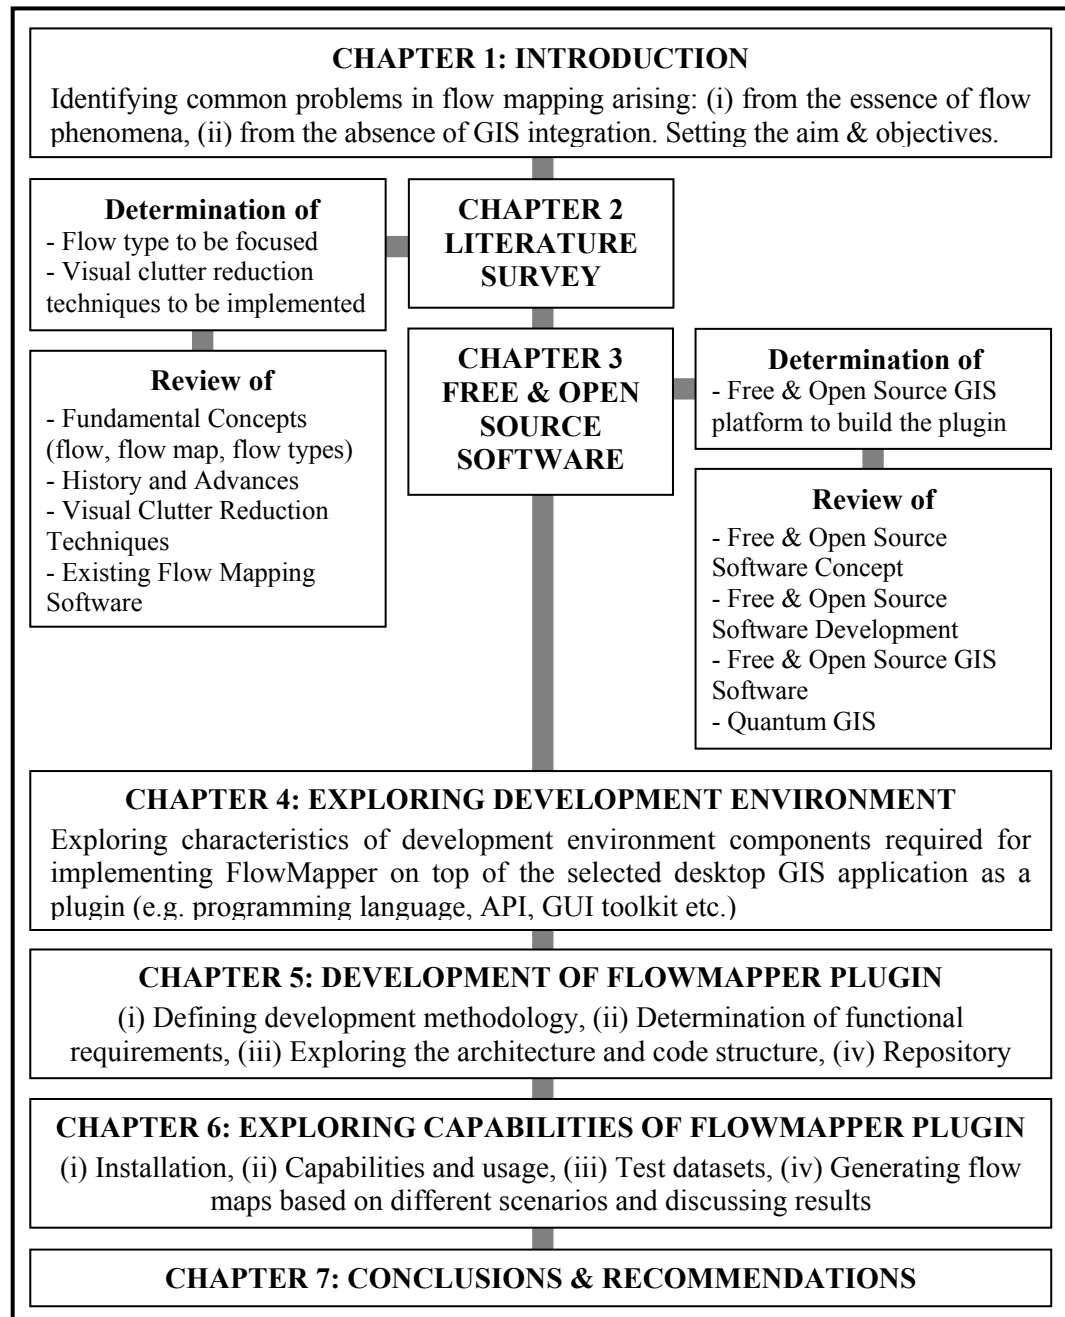 CHAPTER 1: INTRODUCTION
Identifying common problems in flow mapping arising: (i) from the essence of flow
phenomena, (ii) from the absence of GIS integration. Setting the aim & objectives.
Determination of
- Flow type to be focused
- Visual clutter reduction
techniques to be implemented
CHAPTER 2
LITERATURE
SURVEY
Review of
- Fundamental Concepts
(flow, flow map, flow types)
- History and Advances
- Visual Clutter Reduction
Techniques
- Existing Flow Mapping
Software
CHAPTER 3
FREE & OPEN
SOURCE
SOFTWARE
Determination of
- Free & Open Source GIS
platform to build the plugin
Review of
- Free & Open Source
Software Concept
- Free & Open Source
Software Development
- Free & Open Source GIS
Software
- Quantum GIS
CHAPTER 4: EXPLORING DEVELOPMENT ENVIRONMENT
Exploring characteristics of development environment components required for
implementing FlowMapper on top of the selected desktop GIS application as a
plugin (e.g. programming language, API, GUI toolkit etc.)
CHAPTER 5: DEVELOPMENT OF FLOWMAPPER PLUGIN
(i) Defining development methodology, (ii) Determination of functional
requirements, (iii) Exploring the architecture and code structure, (iv) Repository
CHAPTER 6: EXPLORING CAPABILITIES OF FLOWMAPPER PLUGIN
(i) Installation, (ii) Capabilities and usage, (iii) Test datasets, (iv) Generating flow
maps based on different scenarios and discussing results
CHAPTER 7: CONCLUSIONS & RECOMMENDATIONS